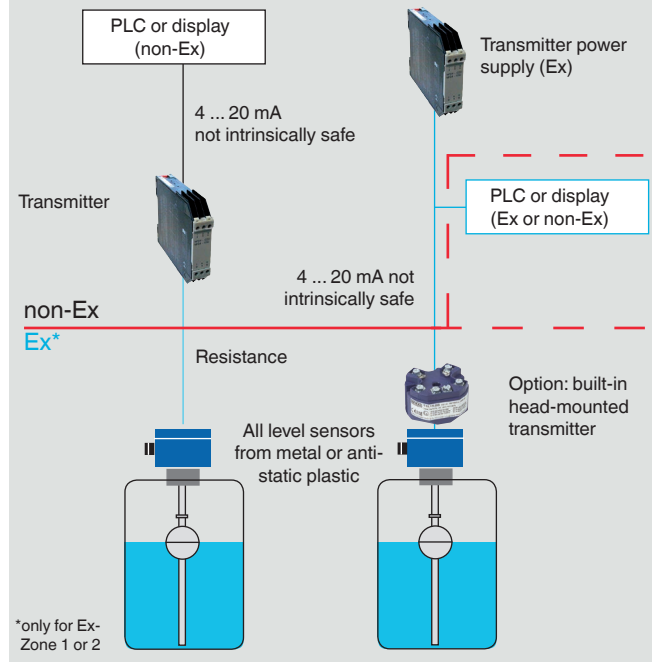 PLC or display
(non-Ex)
Transmitter power
supply (Ex)
4 ... 20 mA
not intrinsically safe
Transmitter
PLC or display
(Ex or non-Ex)
4 ... 20 mA not
intrinsically safe
non-Ex
Ex*
Resistance
Option: built-in
head-mounted
transmitter
All level sensors
from metal or anti-
static plastic
*only for Ex-
Zone 1 or 2